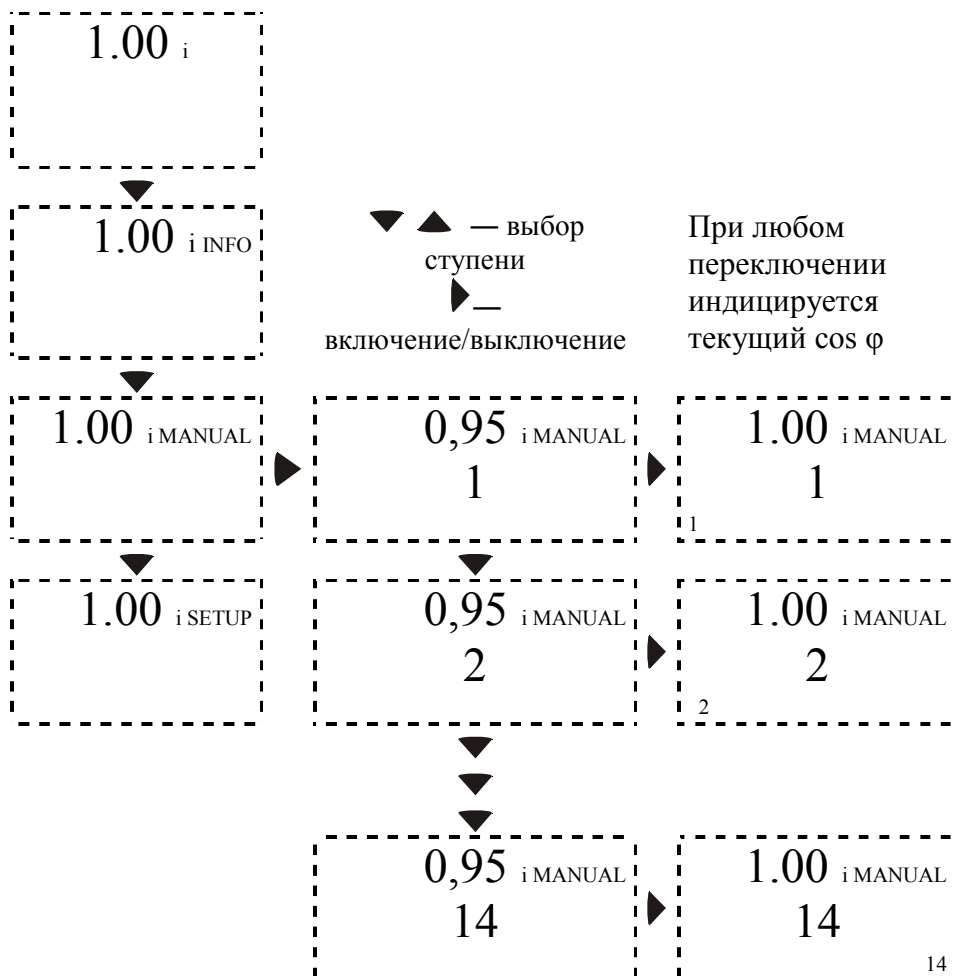 1.00 i
1.00 i INFO
▼ ▲ — выбор
ступени
▶ —
включение/выключение
При любом
переключении
индицируется
текущий cos φ
1.00 i MANUAL
0,95 i MANUAL
1
1.00 i MANUAL
1
1
1.00 i SETUP
0,95 i MANUAL
2
1.00 i MANUAL
2
2
0,95 i MANUAL
14
1.00 i MANUAL
14
14